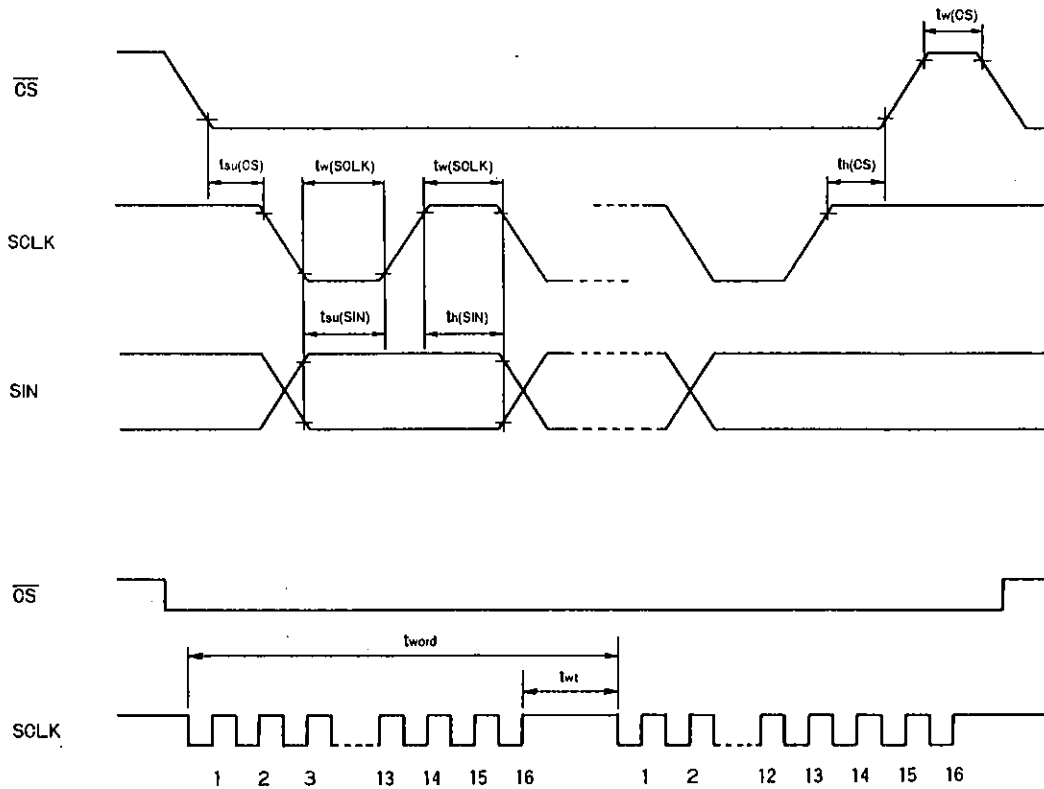 tw(CS)
CS
tsu(CS) tw(SCLK) tw(SCLK) th(CS)
SCLK
tsu(SIN) th(SIN)
SIN
CS
tword
twt
SCLK
1 2 3 13 14 15 16 1 2 12 13 14 15 16